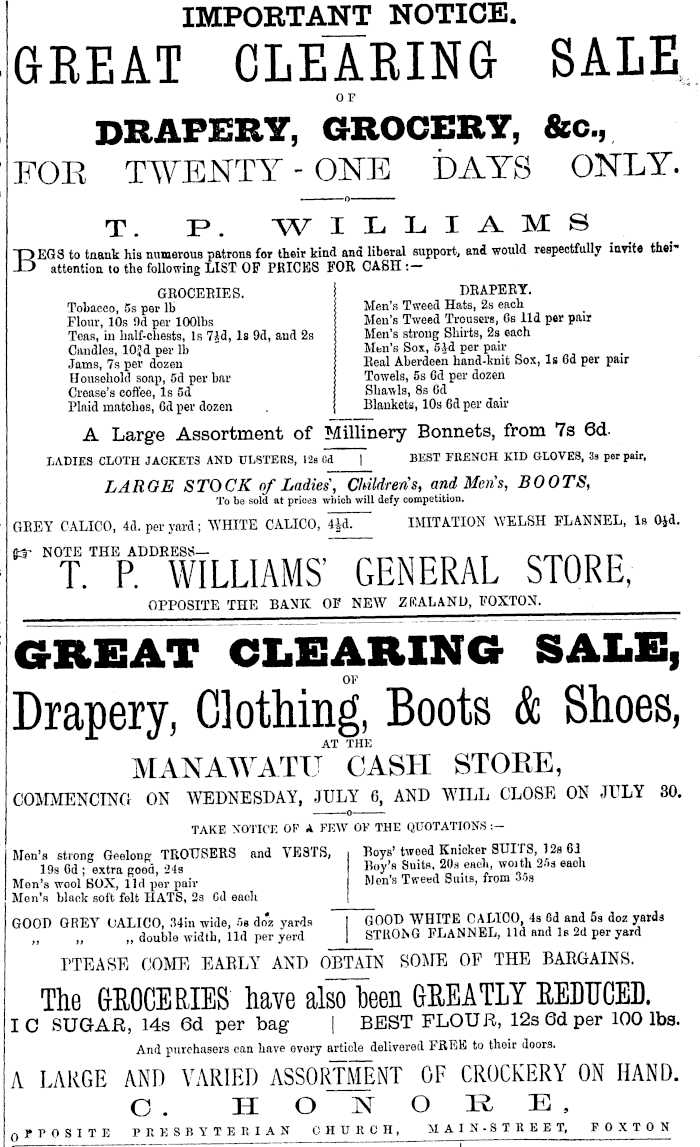 IMPORTANT NOTICE.
GREAT CLEARING SALE
OF
DRAPERY, GROCERY, &c.,
FOR TWENTY-ONE DAYS ONLY.
T. P. WILLIAMS
BEGS to tnank his numerous patrons for their kind and liberal support, and would respectfully invite their
attention to the following LIST OF PRICES FOR CASH:—
GROCERIES.
Tobacco, 5s per lb
Flour, 10s 9d per 100lbs
Teas, in half-chests, 1s 7½d, 1s 9d, and 2s
Candles, 10¾d per lb
Jams, 7s per dozen
Household soap, 5d per bar
Crease's coffee, 1s 5d
Plaid matches, 6d per dozen
DRAPERY.
Men's Tweed Hats, 2s each
Men's Tweed Trousers, 6s 11d per pair
Men's strong Shirts, 2s each
Men's Sox, 5½d per pair
Real Aberdeen hand-knit Sox, 1s 6d per pair
Towels, 5s 6d per dozen
Shawls, 8s 6d
Blankets, 10s 6d per dair
A Large Assortment of Millinery Bonnets, from 7s 6d.
LADIES CLOTH JACKETS AND ULSTERS, 12s 6d | BEST FRENCH KID GLOVES, 3s per pair,
LARGE STOCK of Ladies', Children's, and Men's, BOOTS,
To be sold at prices which will defy competition.
GREY CALICO, 4d. per yard; WHITE CALICO, 4½d. IMITATION WELSH FLANNEL, 1s 0½d.
☞ NOTE THE ADDRESS—
T. P. WILLIAMS' GENERAL STORE,
OPPOSITE THE BANK OF NEW ZEALAND, FOXTON.
GREAT CLEARING SALE,
OF
Drapery, Clothing, Boots & Shoes,
AT THE
MANAWATU CASH STORE,
COMMENCING ON WEDNESDAY, JULY 6, AND WILL CLOSE ON JULY 30.
TAKE NOTICE OF A FEW OF THE QUOTATIONS:—
Men's strong Geelong TROUSERS and VESTS,
19s 6d; extra good, 24s
Men's wool SOX, 11d per pair
Men's black soft felt HATS, 2s 6d each
Boys' tweed Knicker SUITS, 12s 6d
Boy's Suits, 20s each, worth 25s each
Men's Tweed Suits, from 35s
GOOD GREY CALICO, 34in wide, 5s doz yards
,, ,, ,, double width, 11d per yerd
GOOD WHITE CALICO, 4s 6d and 5s doz yards
STRONG FLANNEL, 11d and 1s 2d per yard
PTEASE COME EARLY AND OBTAIN SOME OF THE BARGAINS.
The GROCERIES have also been GREATLY REDUCED.
I C SUGAR, 14s 6d per bag | BEST FLOUR, 12s 6d per 100 lbs.
And purchasers can have every article delivered FREE to their doors.
A LARGE AND VARIED ASSORTMENT OF CROCKERY ON HAND.
C. HONORE,
OPPOSITE PRESBYTERIAN CHURCH, MAIN-STREET, FOXTON